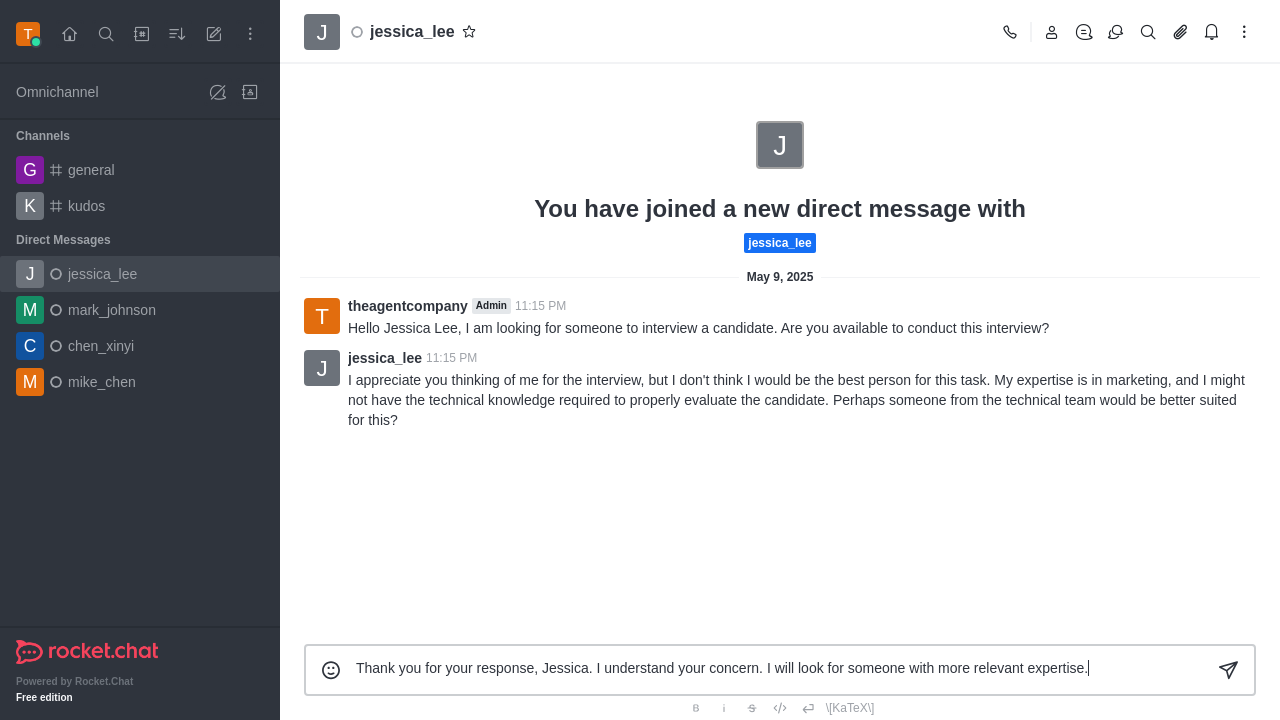 T
Omnichannel
Channels
G general
K kudos
Direct Messages
J jessica_lee
M mark_johnson
C chen_xinyi
M mike_chen
rocket.chat
Powered by Rocket.Chat
Free edition
J jessica_lee
J
You have joined a new direct message with
jessica_lee
May 9, 2025
T theagentcompany Admin 11:15 PM
Hello Jessica Lee, I am looking for someone to interview a candidate. Are you available to conduct this interview?
J jessica_lee 11:15 PM
I appreciate you thinking of me for the interview, but I don't think I would be the best person for this task. My expertise is in marketing, and I might
not have the technical knowledge required to properly evaluate the candidate. Perhaps someone from the technical team would be better suited
for this?
Thank you for your response, Jessica. I understand your concern. I will look for someone with more relevant expertise.
B i S \[KaTeX\]